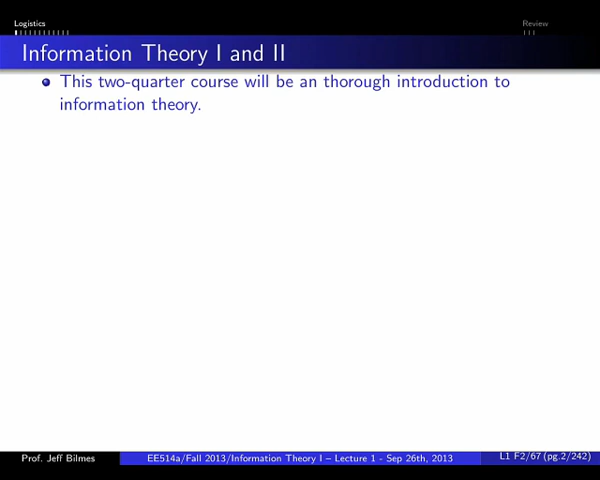 Logistics Review
Information Theory I and II
This two-quarter course will be an thorough introduction to
information theory.
Prof. Jeff Bilmes EE514a/Fall 2013/Information Theory I – Lecture 1 - Sep 26th, 2013 L1 F2/67 (pg.2/242)